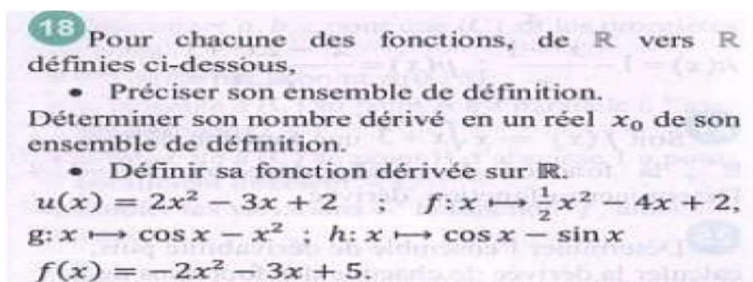 18 Pour chacune des fonctions, de ℝ vers ℝ
définies ci-dessous,
• Préciser son ensemble de définition.
Déterminer son nombre dérivé en un réel x₀ de son
ensemble de définition.
• Définir sa fonction dérivée sur ℝ.
u(x) = 2x² − 3x + 2 ; f: x ⟼ ½x² − 4x + 2,
g: x ⟼ cos x − x² ; h: x ⟼ cos x − sin x
f(x) = −2x² − 3x + 5.